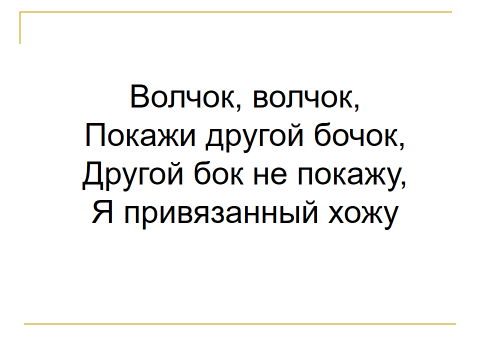 Волчок, волчок,
Покажи другой бочок,
Другой бок не покажу,
Я привязанный хожу